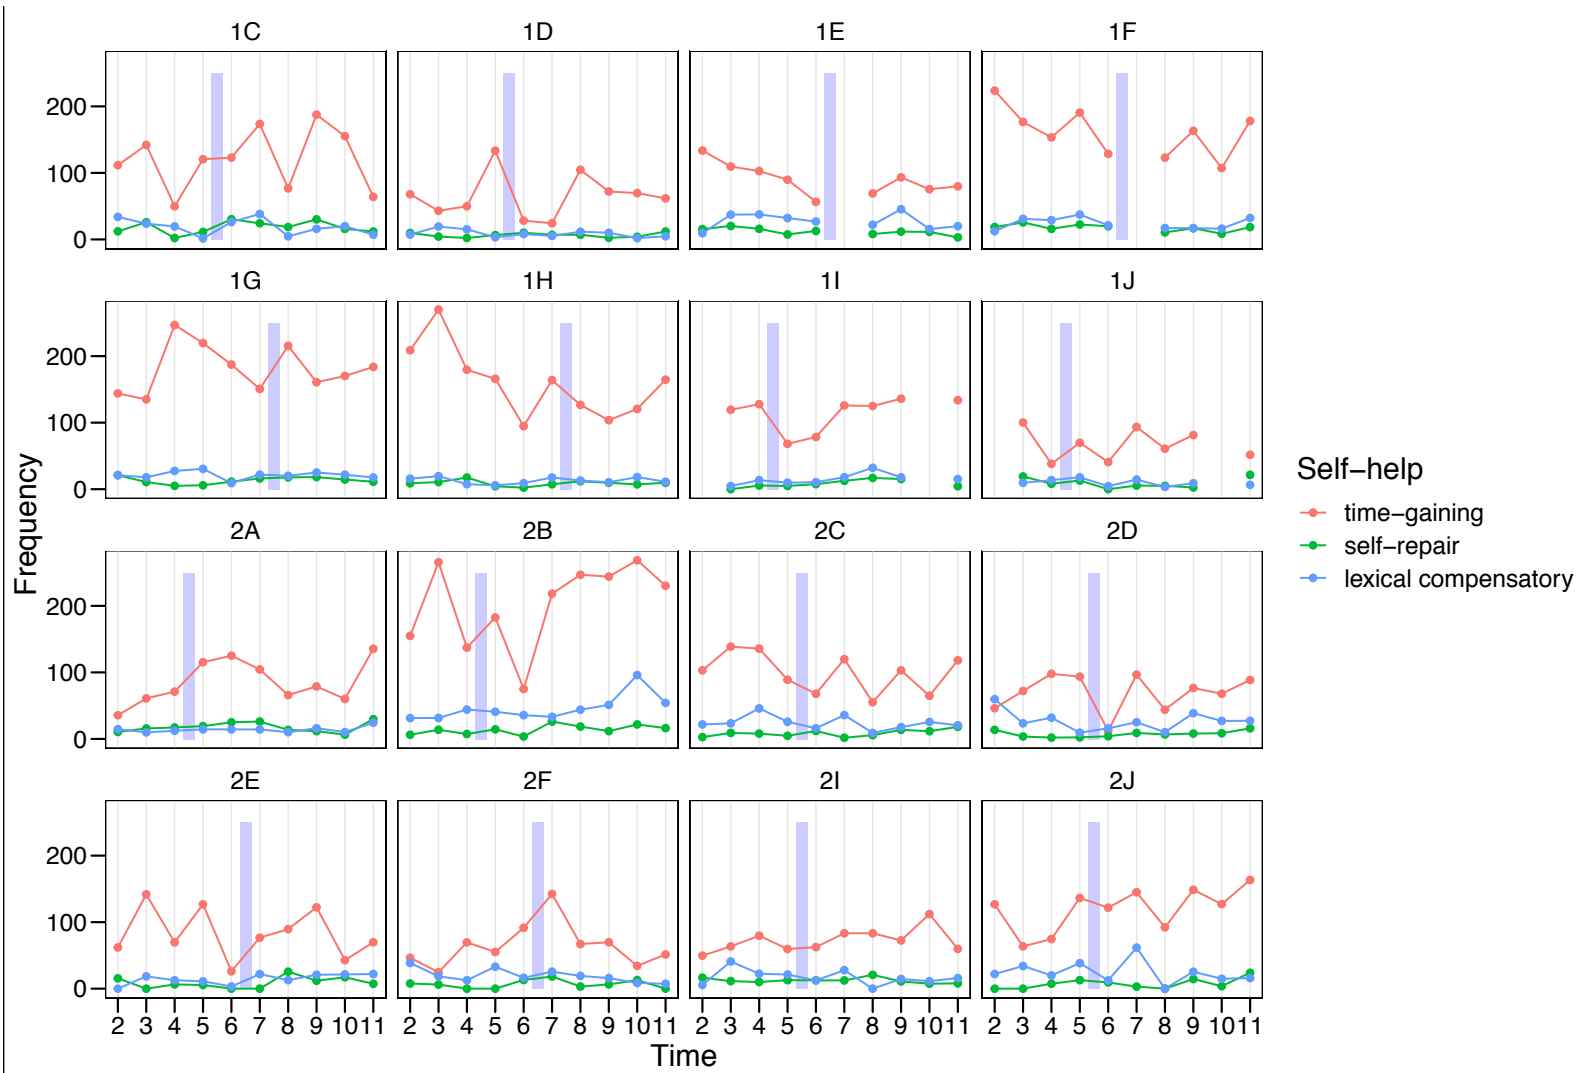 1C 1D 1E 1F
200
100
0
1G 1H 1I 1J
200
100
0
2A 2B 2C 2D
200
100
0
2E 2F 2I 2J
200
100
0
2 3 4 5 6 7 8 9 10 11 2 3 4 5 6 7 8 9 10 11 2 3 4 5 6 7 8 9 10 11 2 3 4 5 6 7 8 9 10 11
Time
Frequency
Self−help
time−gaining
self−repair
lexical compensatory